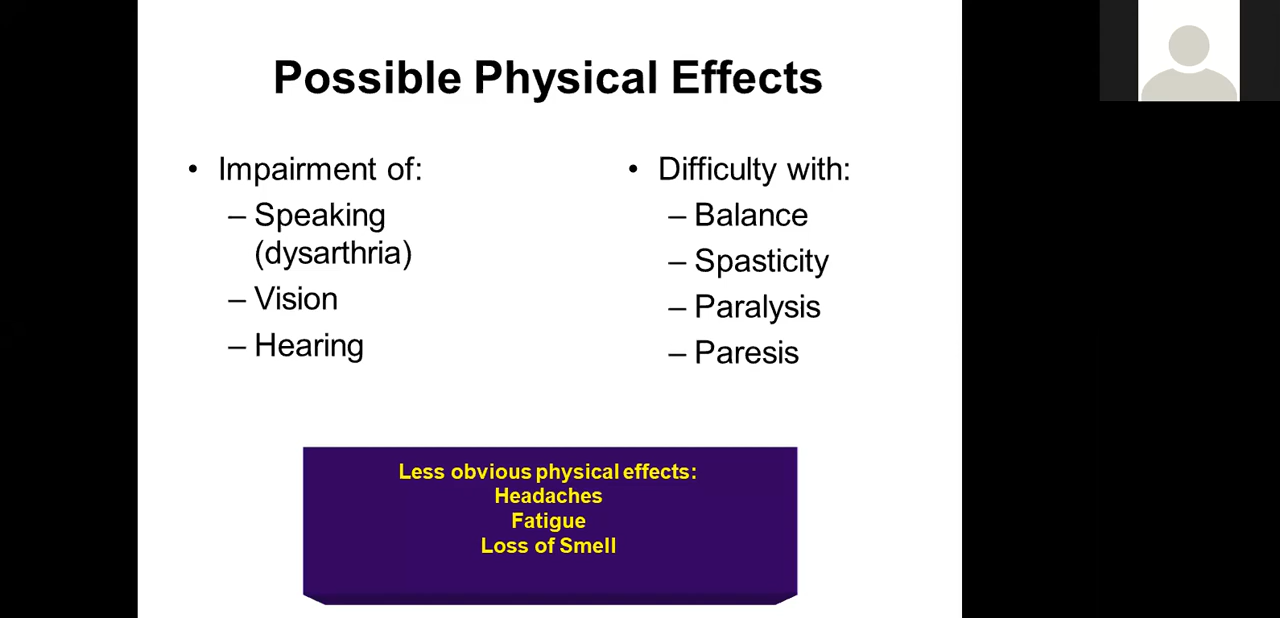 Possible Physical Effects
• Impairment of:
– Speaking
(dysarthria)
– Vision
– Hearing
• Difficulty with:
– Balance
– Spasticity
– Paralysis
– Paresis
Less obvious physical effects:
Headaches
Fatigue
Loss of Smell